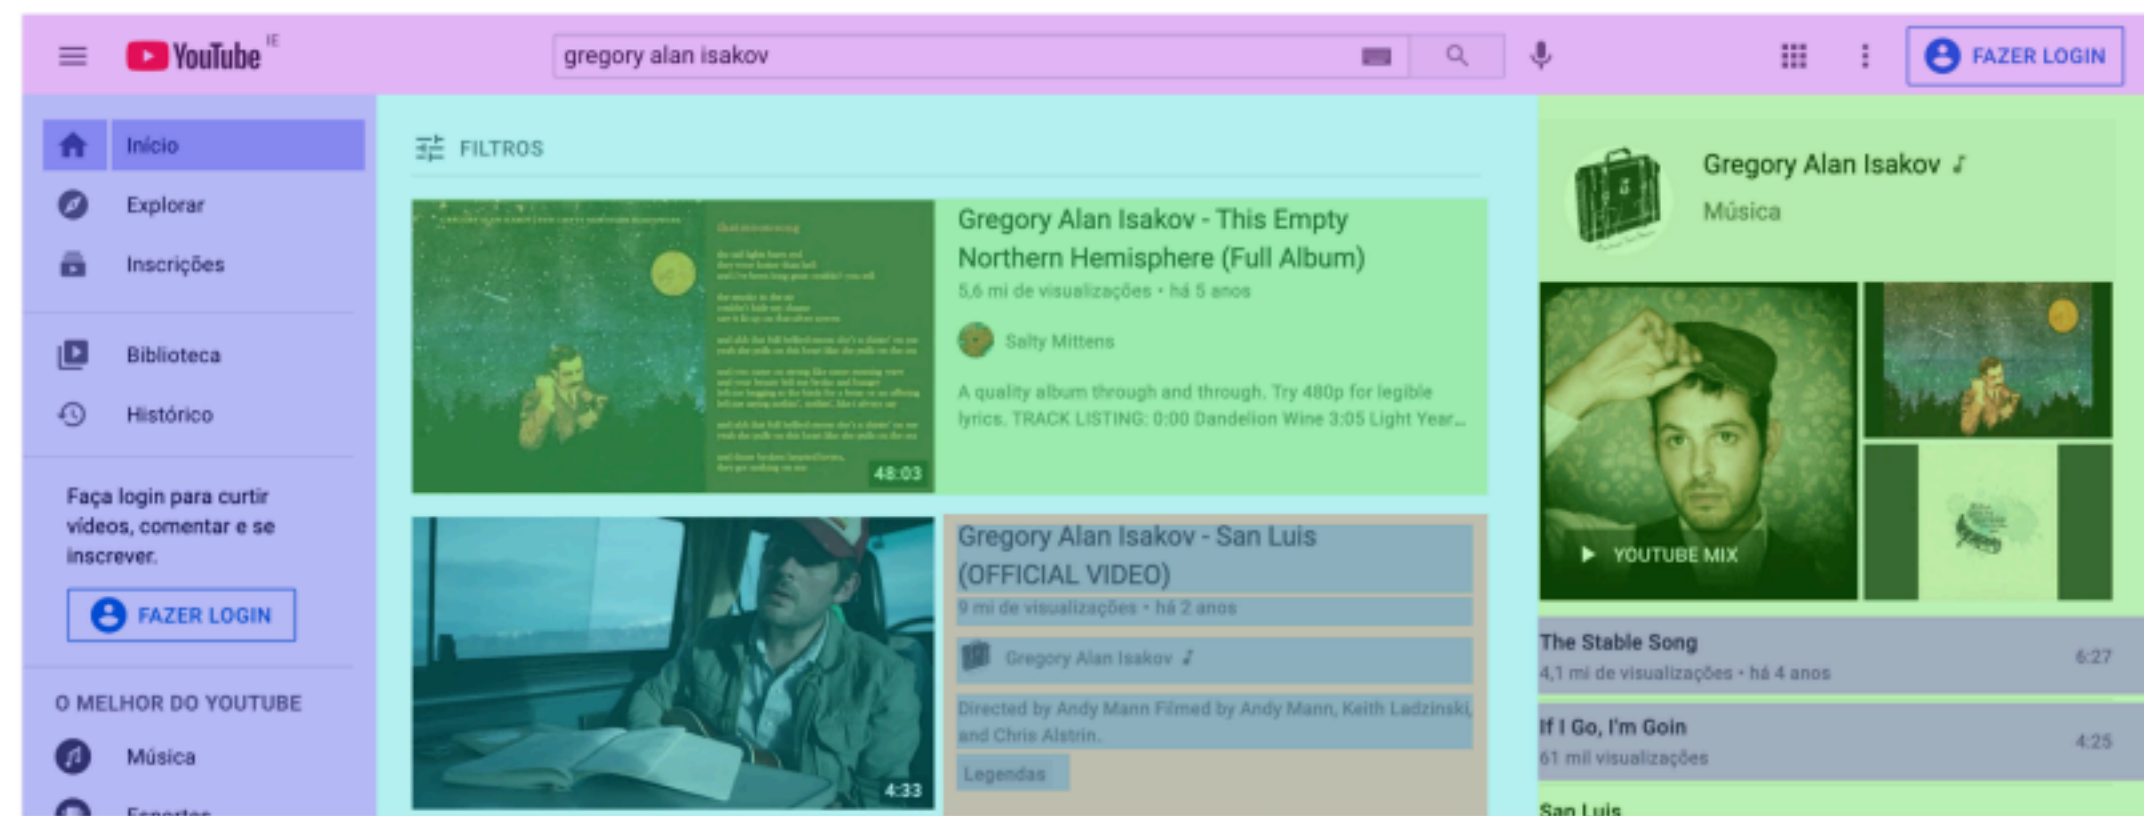 YouTube IE
gregory alan isakov
FAZER LOGIN
Início
Explorar
Inscrições
Biblioteca
Histórico
Faça login para curtir
vídeos, comentar e se
inscrever.
FAZER LOGIN
O MELHOR DO YOUTUBE
Música
Esportes
FILTROS
48:03
Gregory Alan Isakov - This Empty
Northern Hemisphere (Full Album)
5,6 mi de visualizações • há 5 anos
Salty Mittens
A quality album through and through. Try 480p for legible
lyrics. TRACK LISTING: 0:00 Dandelion Wine 3:05 Light Year...
4:33
Gregory Alan Isakov - San Luis
(OFFICIAL VIDEO)
9 mi de visualizações • há 2 anos
Gregory Alan Isakov ♪
Directed by Andy Mann Filmed by Andy Mann, Keith Ladzinski,
and Chris Alstrin.
Legendas
Gregory Alan Isakov ♪
Música
YOUTUBE MIX
The Stable Song
4,1 mi de visualizações • há 4 anos
6:27
If I Go, I'm Goin
61 mil visualizações
4:25
San Luis